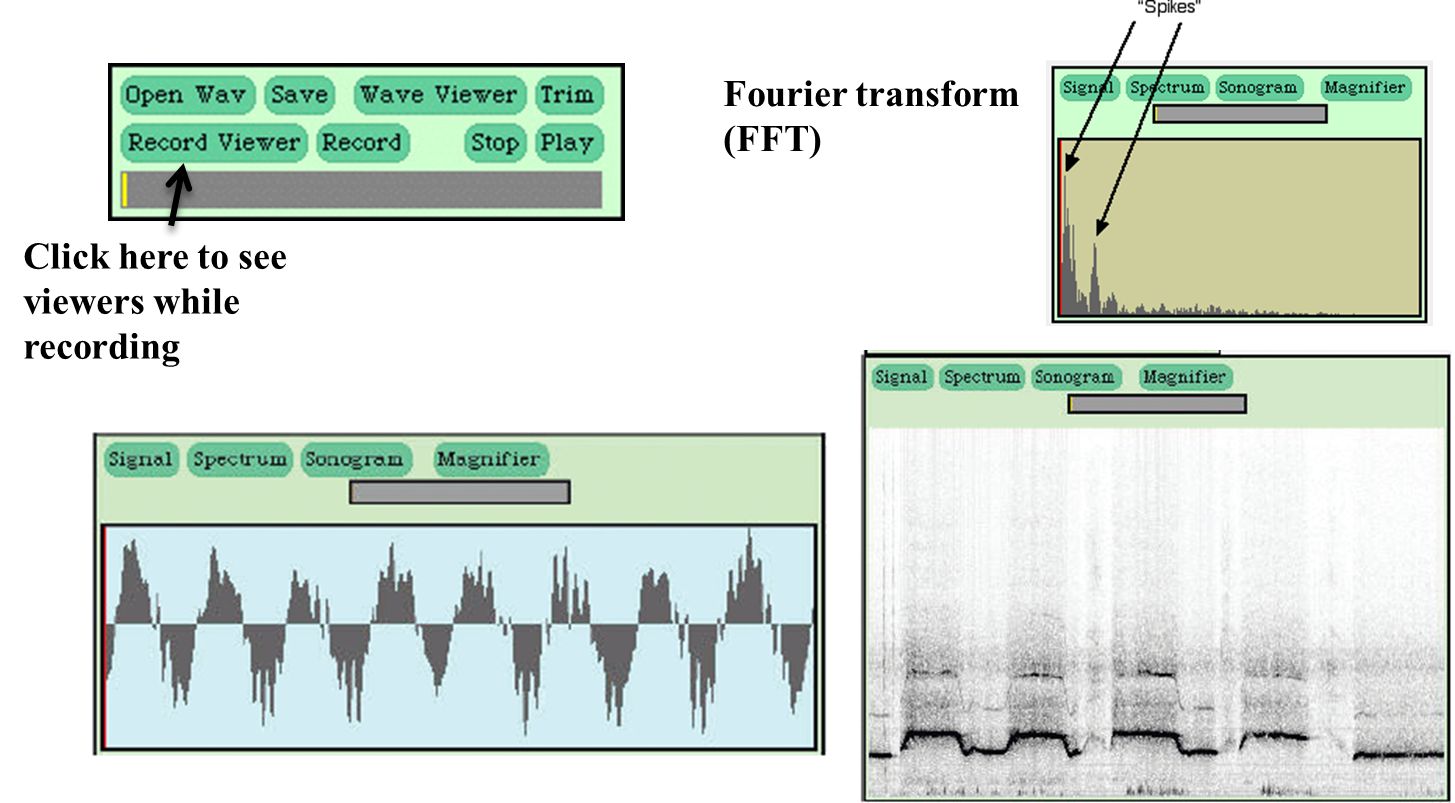 "Spikes"
Open Wav Save Wave Viewer Trim
Record Viewer Record Stop Play
Click here to see
viewers while
recording
Fourier transform
(FFT)
Signal Spectrum Sonogram Magnifier
Signal Spectrum Sonogram Magnifier
Signal Spectrum Sonogram Magnifier